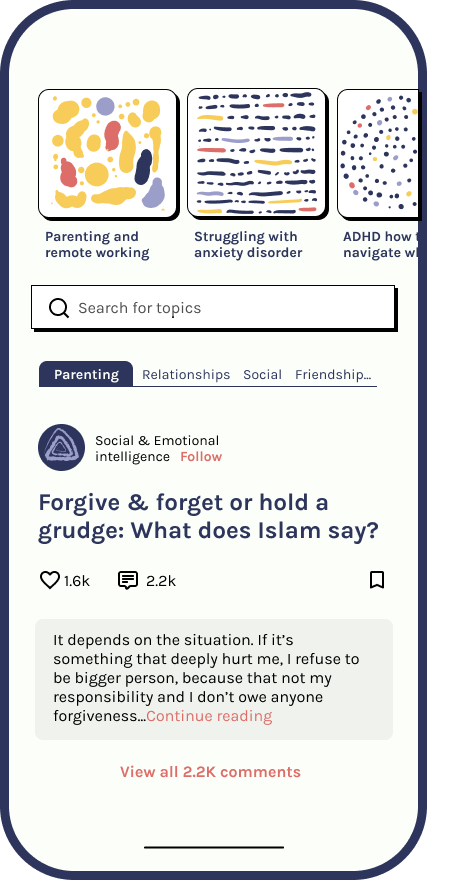 Parenting and
remote working
Struggling with
anxiety disorder
ADHD how
navigate
Search for topics
Parenting Relationships Social Friendship...
Social & Emotional
intelligence Follow
Forgive & forget or hold a
grudge: What does Islam say?
1.6k 2.2k
It depends on the situation. If it's
something that deeply hurt me, I refuse to
be bigger person, because that not my
responsibility and I don't owe anyone
forgiveness...Continue reading
View all 2.2K comments